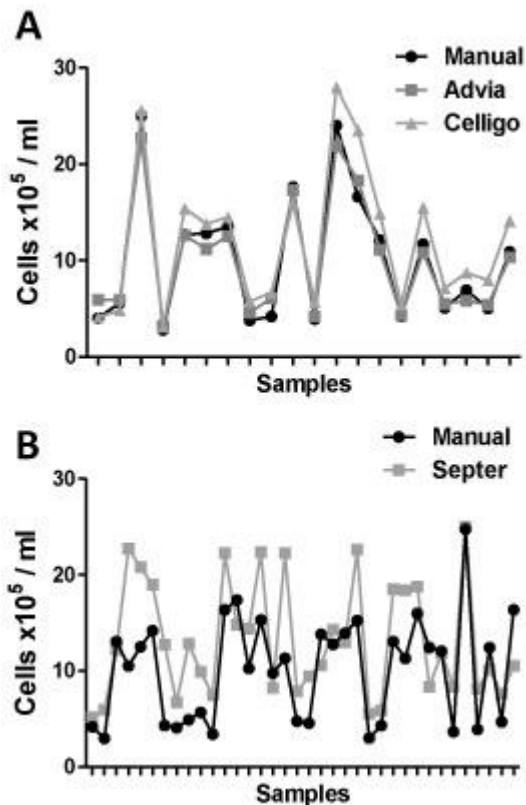 A
Manual
Advia
Celligo
30
20
10
0
Cells x10⁵ / ml
Samples
B
Manual
Septer
30
20
10
0
Cells x10⁵ / ml
Samples